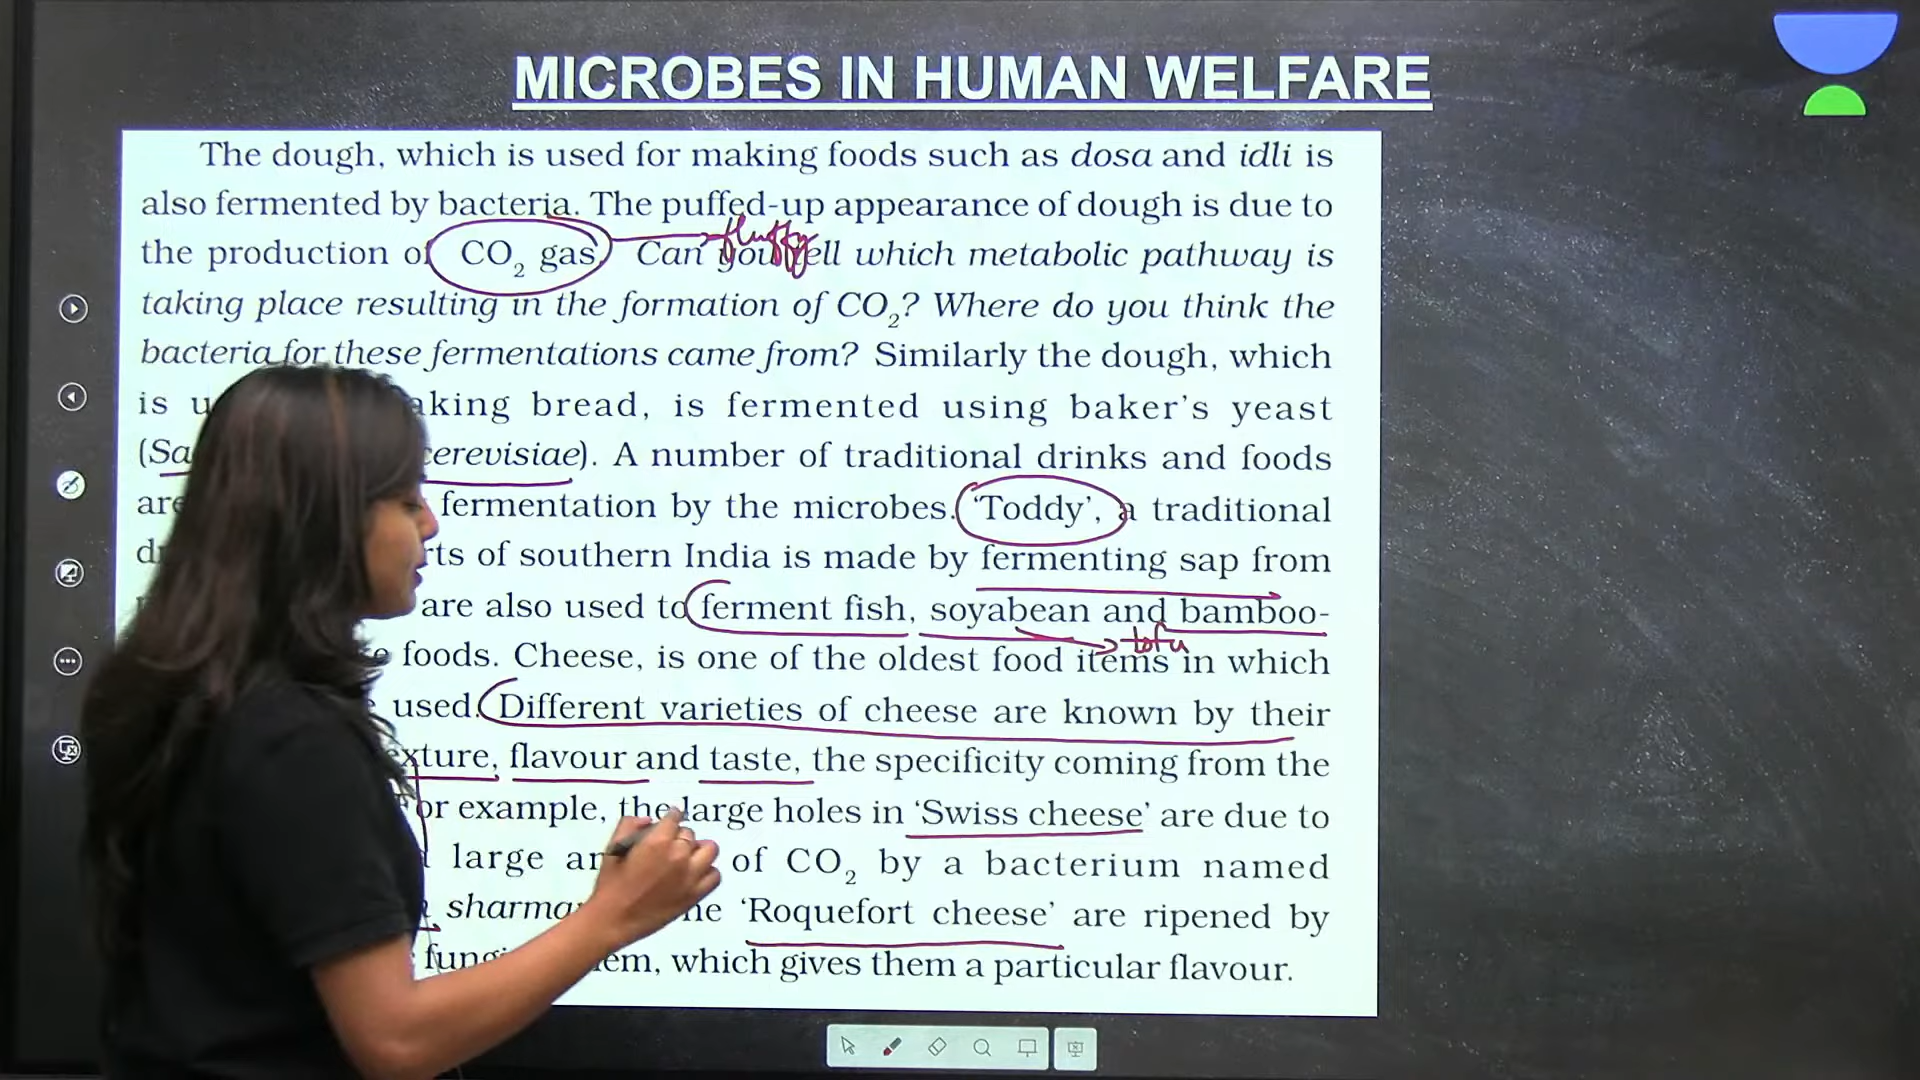 MICROBES IN HUMAN WELFARE
The dough, which is used for making foods such as dosa and idli is
also fermented by bacteria. The puffed-up appearance of dough is due to
fluffy
the production of CO₂ gas. Can you tell which metabolic pathway is
taking place resulting in the formation of CO₂? Where do you think the
bacteria for these fermentations came from? Similarly the dough, which
is u aking bread, is fermented using baker's yeast
(Sa cerevisiae). A number of traditional drinks and foods
are fermentation by the microbes. 'Toddy', a traditional
d rts of southern India is made by fermenting sap from
are also used to ferment fish, soyabean and bamboo-
tofu
foods. Cheese, is one of the oldest food items in which
used. Different varieties of cheese are known by their
xture, flavour and taste, the specificity coming from the
For example, the large holes in 'Swiss cheese' are due to
large of CO₂ by a bacterium named
sharma 'Roquefort cheese' are ripened by
fung em, which gives them a particular flavour.